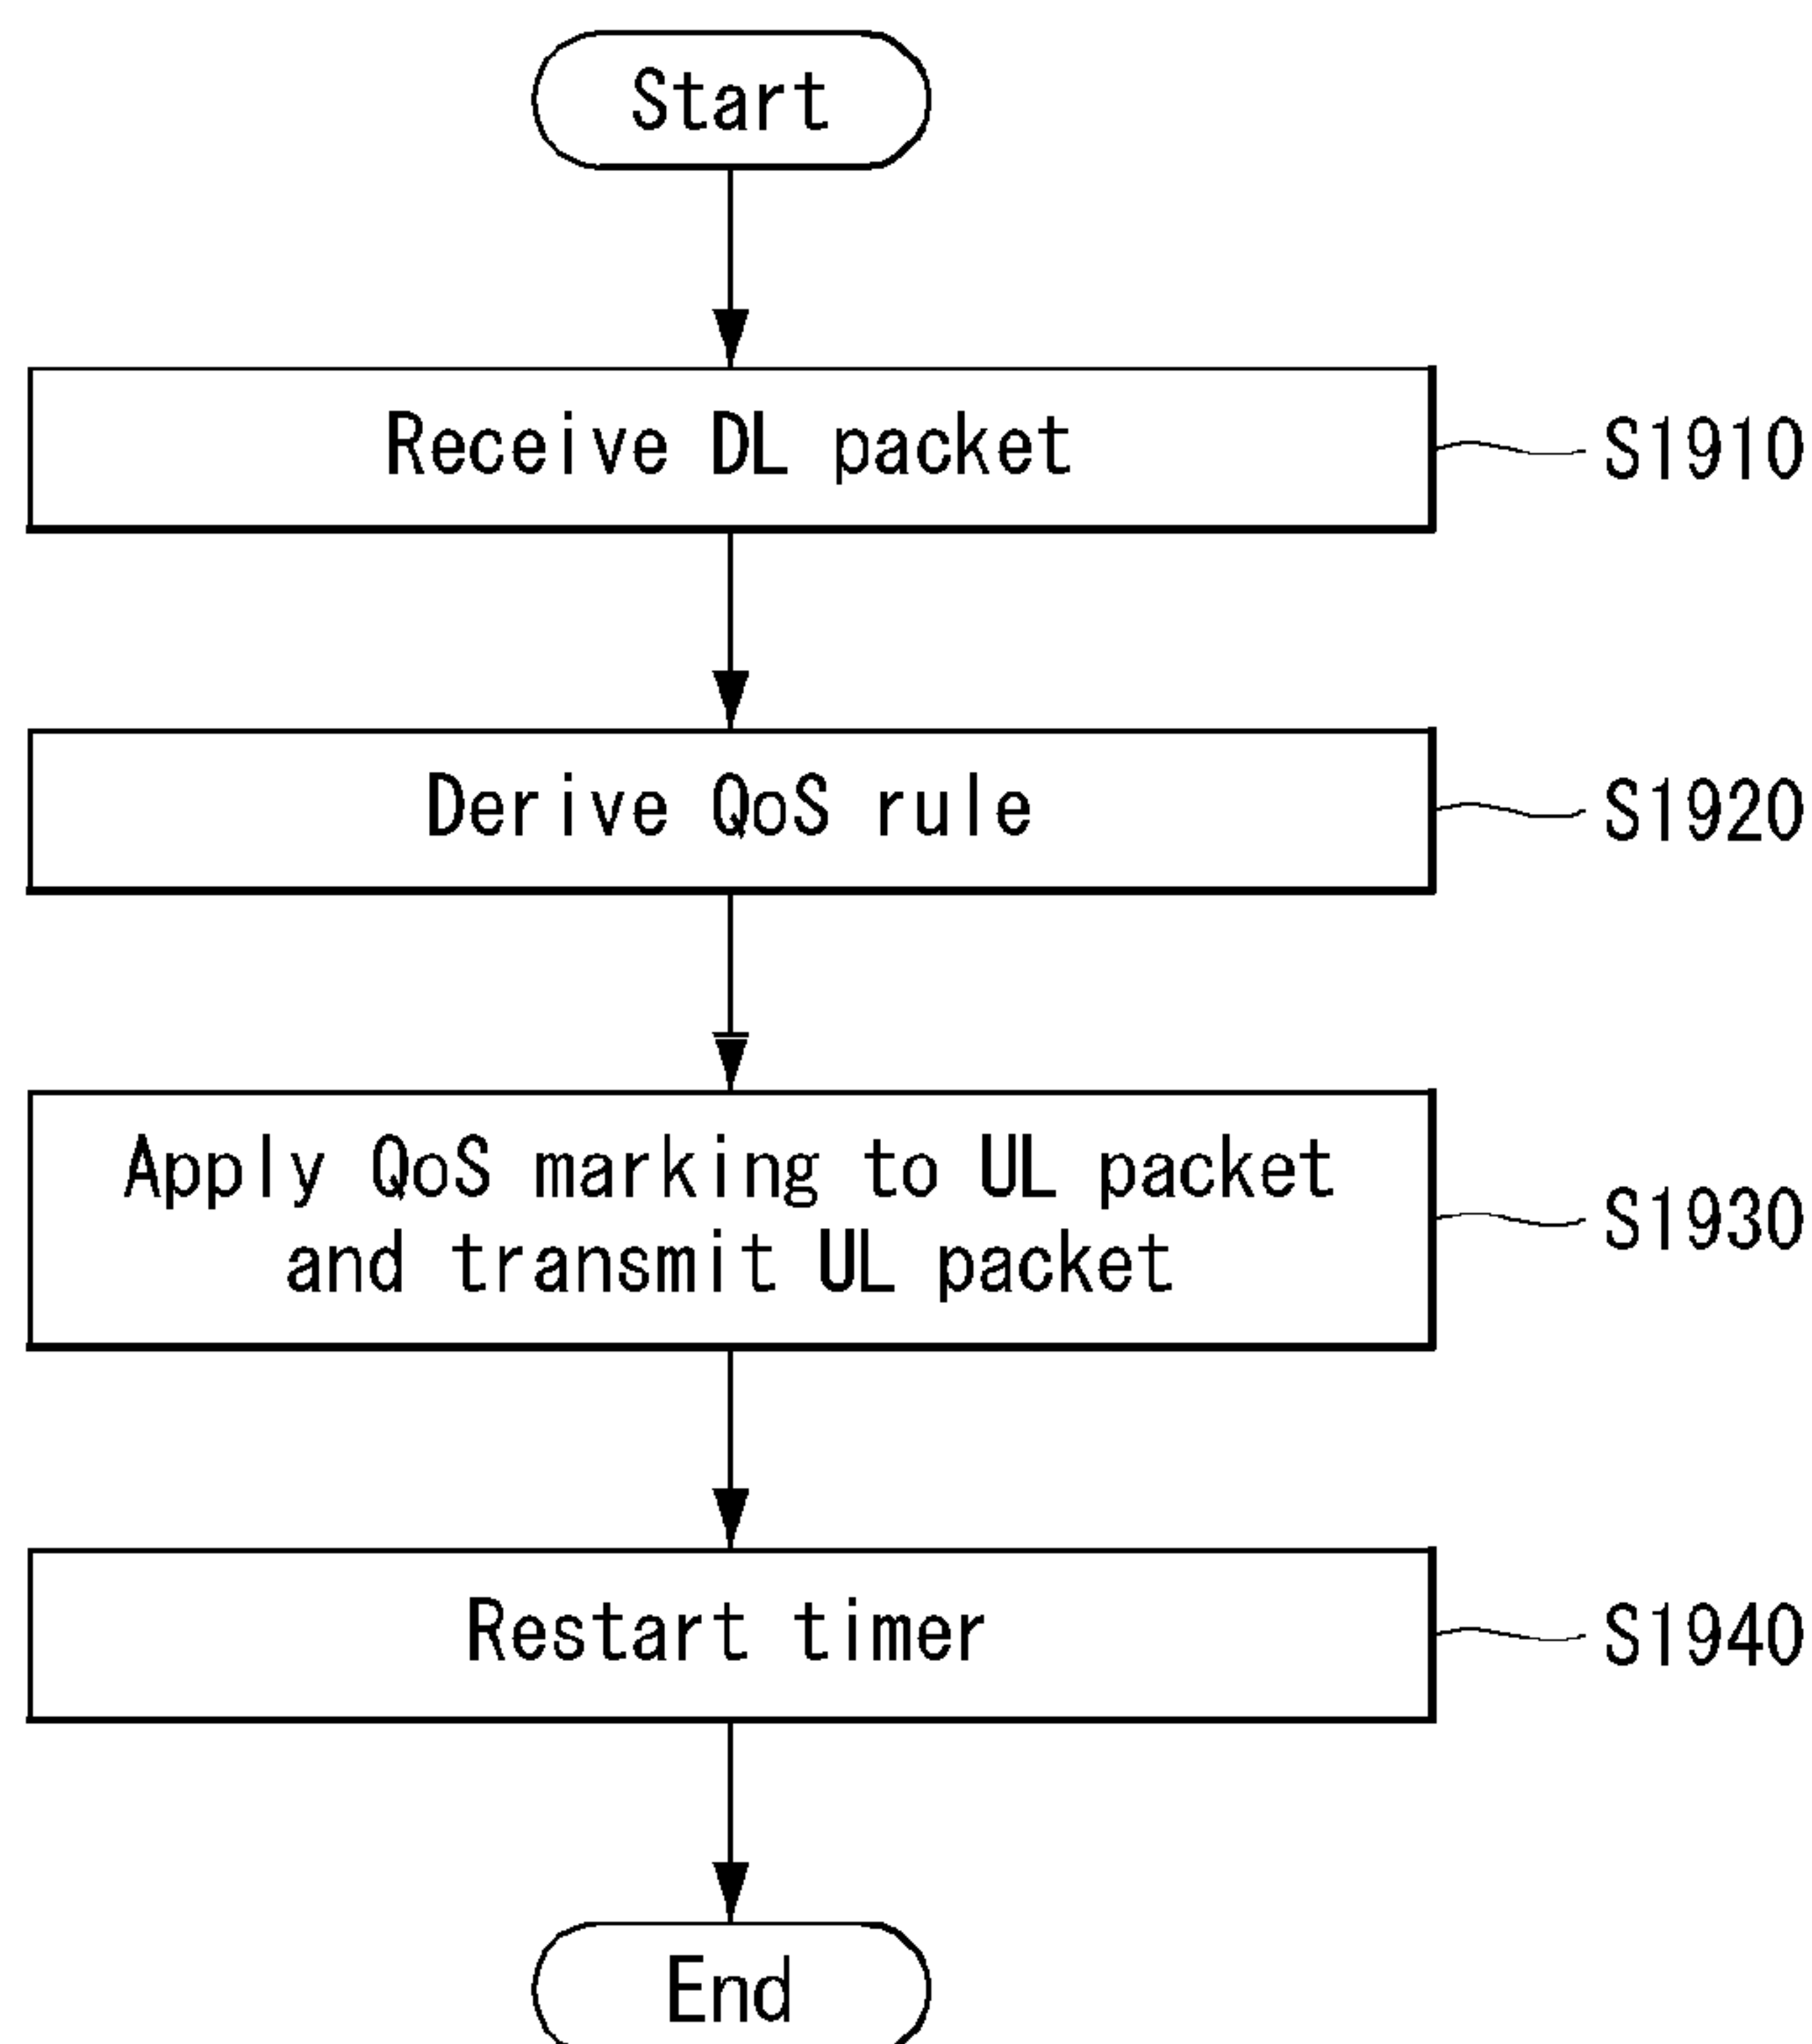 Start
Receive DL packet
S1910
Derive QoS rule
S1920
Apply QoS marking to UL packet
and transmit UL packet
S1930
Restart timer
S1940
End